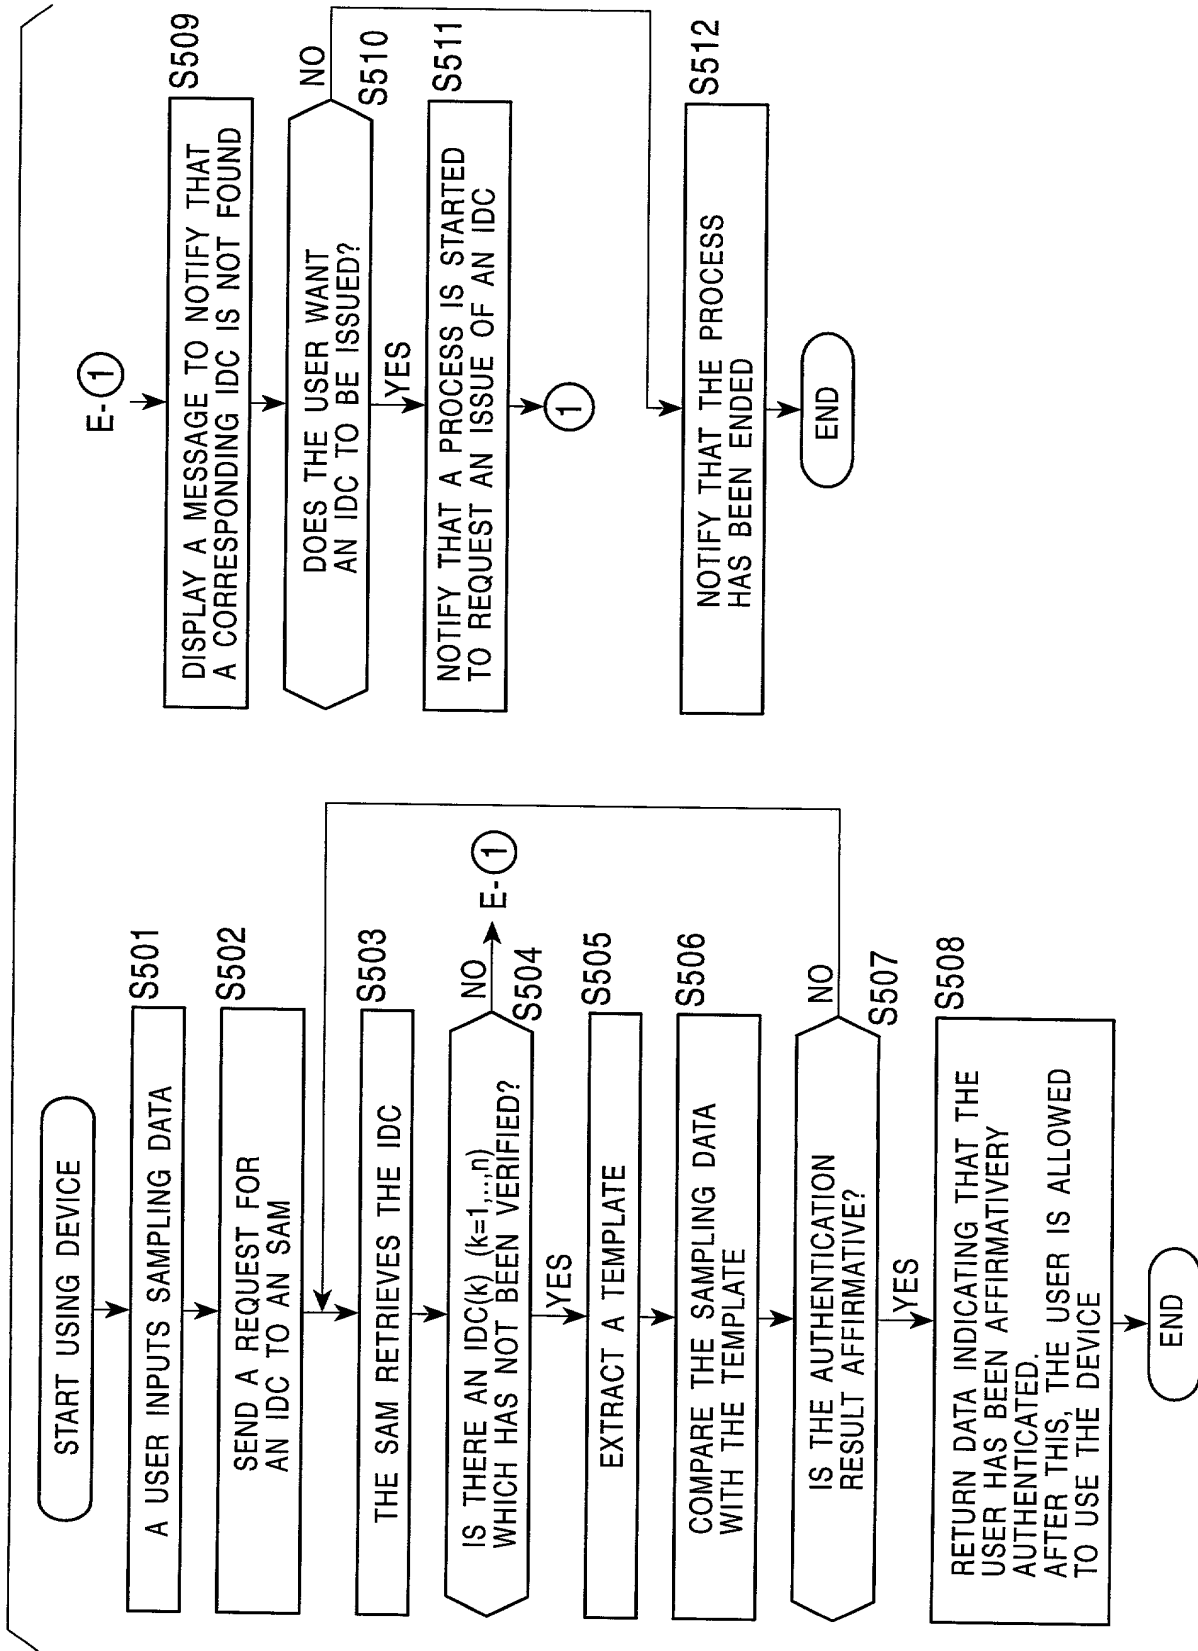 START USING DEVICE
S501
A USER INPUTS SAMPLING DATA
S502
SEND A REQUEST FOR
AN IDC TO AN SAM
S503
THE SAM RETRIEVES THE IDC
S504
IS THERE AN IDC(k) (k=1,..,n)
WHICH HAS NOT BEEN VERIFIED?
NO
E-1
YES
S505
EXTRACT A TEMPLATE
S506
COMPARE THE SAMPLING DATA
WITH THE TEMPLATE
S507
IS THE AUTHENTICATION
RESULT AFFIRMATIVE?
NO
YES
S508
RETURN DATA INDICATING THAT THE
USER HAS BEEN AFFIRMATIVERY
AUTHENTICATED.
AFTER THIS, THE USER IS ALLOWED
TO USE THE DEVICE
END
E-1
S509
DISPLAY A MESSAGE TO NOTIFY THAT
A CORRESPONDING IDC IS NOT FOUND
S510
DOES THE USER WANT
AN IDC TO BE ISSUED?
NO
YES
S511
NOTIFY THAT A PROCESS IS STARTED
TO REQUEST AN ISSUE OF AN IDC
1
S512
NOTIFY THAT THE PROCESS
HAS BEEN ENDED
END